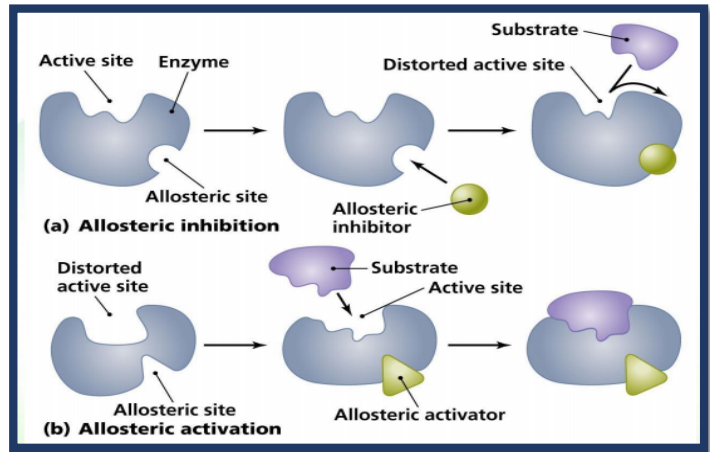 Substrate
Active site
Enzyme
Distorted active site
Allosteric site
Allosteric
inhibitor
(a) Allosteric inhibition
Distorted
active site
Substrate
Active site
Allosteric site
Allosteric activator
(b) Allosteric activation